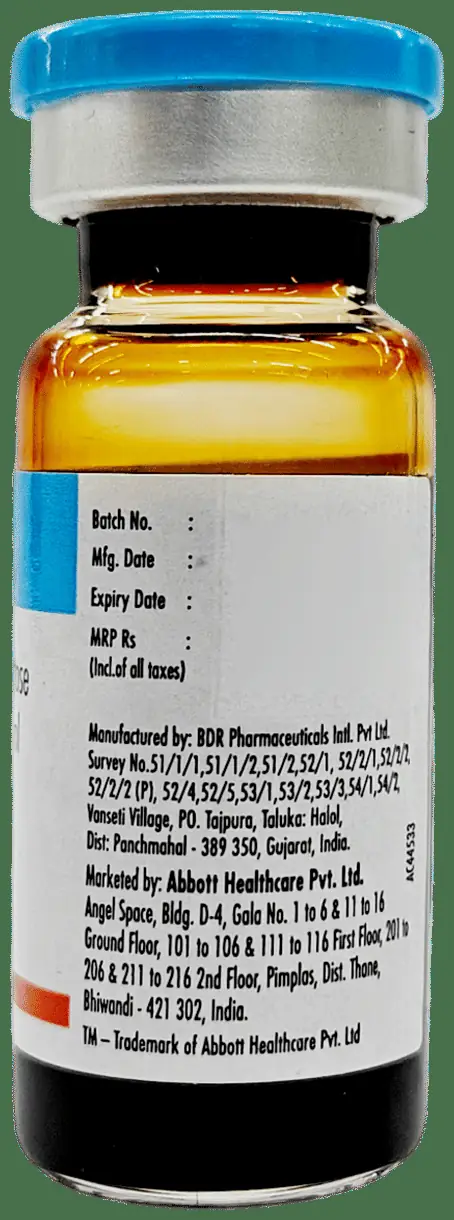 Batch No. :
Mfg. Date :
Expiry Date :
MRP Rs :
(Incl.of all taxes)
ose
ml
Manufactured by: BDR Pharmaceuticals Intl. Pvt Ltd.
Survey No.51/1/1,51/1/2,51/2,52/1, 52/2/1,52/2/2,
52/2/2 (P), 52/4,52/5,53/1,53/2,53/3,54/1,54/2,
Vanseti Village, PO. Tajpura, Taluka: Halol,
Dist: Panchmahal - 389 350, Gujarat, India.
Marketed by: Abbott Healthcare Pvt. Ltd.
Angel Space, Bldg. D-4, Gala No. 1 to 6 & 11 to 16
Ground Floor, 101 to 106 & 111 to 116 First Floor, 201 to
206 & 211 to 216 2nd Floor, Pimplas, Dist. Thane,
Bhiwandi - 421 302, India.
TM – Trademark of Abbott Healthcare Pvt. Ltd
AC44533